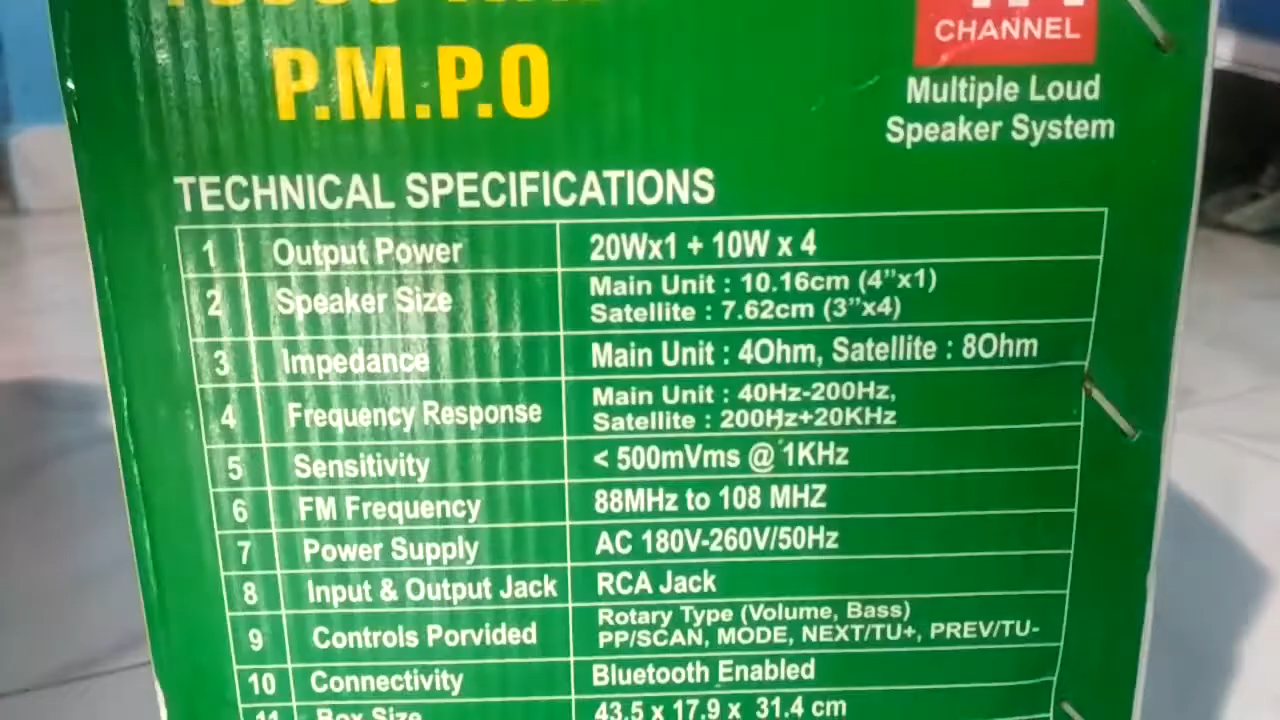 P.M.P.O
CHANNEL
Multiple Loud
Speaker System
TECHNICAL SPECIFICATIONS
1 Output Power 20Wx1 + 10W x 4
2 Speaker Size Main Unit : 10.16cm (4”x1)
Satellite : 7.62cm (3”x4)
3 Impedance Main Unit : 4Ohm, Satellite : 8Ohm
4 Frequency Response Main Unit : 40Hz-200Hz,
Satellite : 200Hz+20KHz
5 Sensitivity < 500mVms @ 1KHz
6 FM Frequency 88MHz to 108 MHZ
7 Power Supply AC 180V-260V/50Hz
8 Input & Output Jack RCA Jack
9 Controls Porvided Rotary Type (Volume, Bass)
PP/SCAN, MODE, NEXT/TU+, PREV/TU-
10 Connectivity Bluetooth Enabled
11 Box Size 43.5 x 17.9 x 31.4 cm